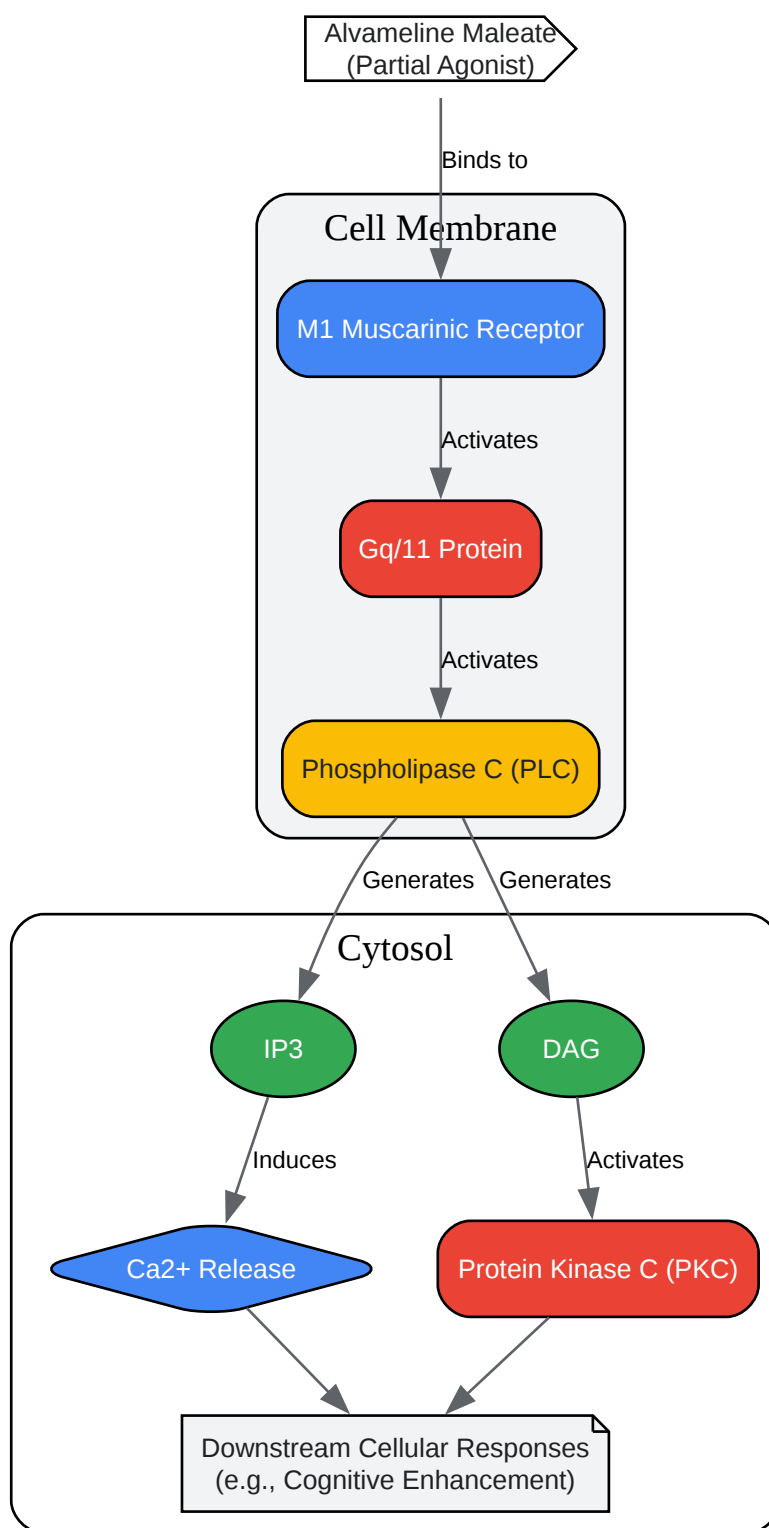 Alvameline Maleate
(Partial Agonist)
Binds to
Cell Membrane
M1 Muscarinic Receptor
Activates
Gq/11 Protein
Activates
Phospholipase C (PLC)
Generates
Generates
Cytosol
IP3
DAG
Induces
Activates
Ca2+ Release
Protein Kinase C (PKC)
Downstream Cellular Responses
(e.g., Cognitive Enhancement)